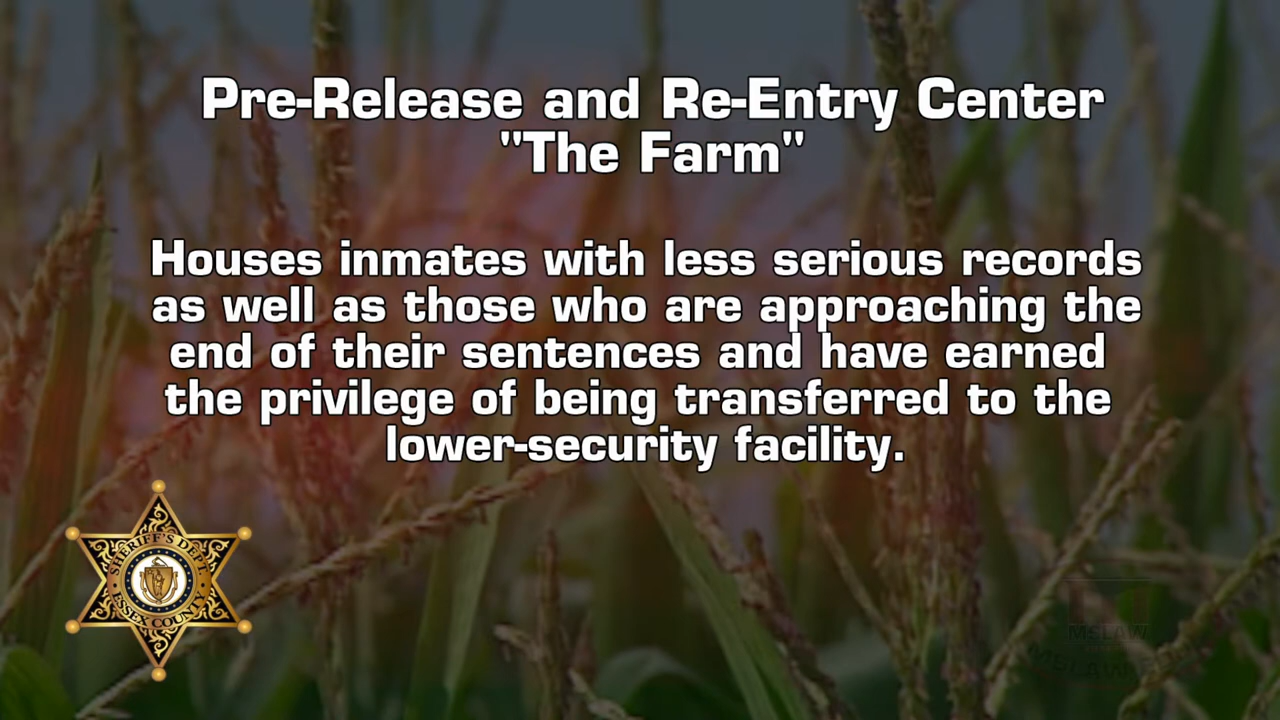 Pre-Release and Re-Entry Center
"The Farm"
Houses inmates with less serious records
as well as those who are approaching the
end of their sentences and have earned
the privilege of being transferred to the
lower-security facility.
SHERIFF'S DEPT.
ESSEX COUNTY
MSLAW